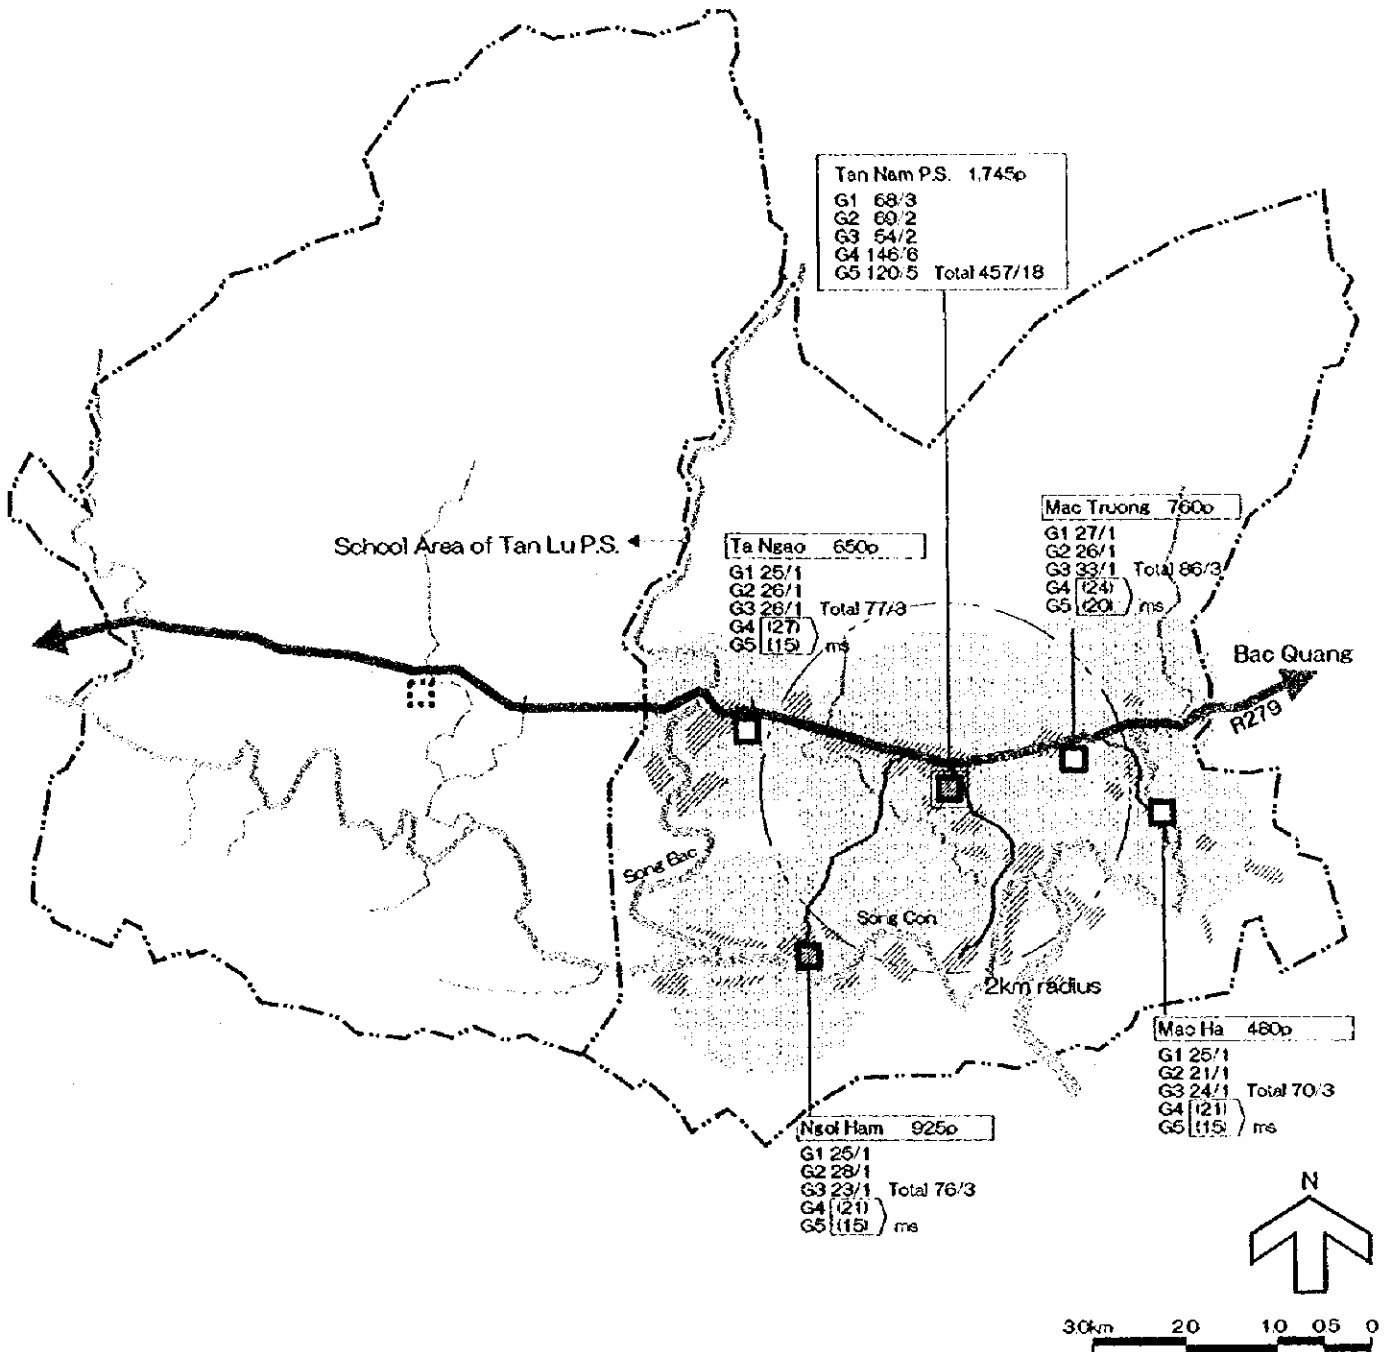 Tan Nam P.S. 1,745p
G1 68/3
G2 69/2
G3 54/2
G4 146/6
G5 120/5 Total 457/18
Mac Truong 760p
G1 27/1
G2 26/1
G3 33/1 Total 86/3
G4 (24)
G5 (20) ms
School Area of Tan Lu P.S.
Ta Ngao 650p
G1 25/1
G2 26/1
G3 26/1 Total 77/3
G4 (27)
G5 (15) ms
Bac Quang
R279
Song Bac
Song Con
2km radius
Mac Ha 480p
G1 25/1
G2 21/1
G3 24/1 Total 70/3
G4 (21)
G5 (15) ms
Ngoi Ham 925p
G1 25/1
G2 28/1
G3 23/1 Total 76/3
G4 (21)
G5 (15) ms
N
3.0km 2.0 1.0 0.5 0